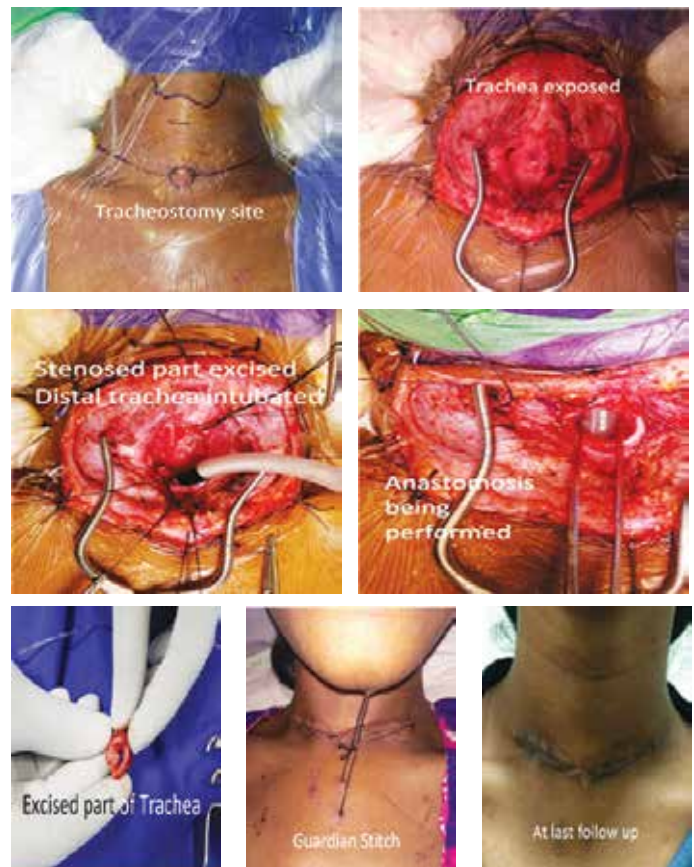 Tracheostomy site
Trachea exposed
Stenosed part excised
Distal trachea intubated
Anastomosis
being
performed
Excised part of Trachea
Guardian Stitch
At last follow up